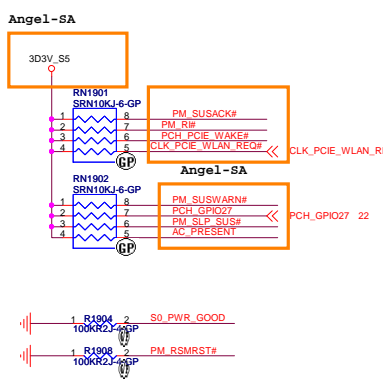 Angel-SA
3D3V_S5
RN1901
SRN10KJ-6-GP
1 8 PM_SUSACK#
2 7 PM_RI#
3 6 PCH_PCIE_WAKE#
4 5 CLK_PCIE_WLAN_REQ# CLK_PCIE_WLAN_RE
GP
Angel-SA
RN1902
SRN10KJ-6-GP
1 8 PM_SUSWARN#
2 7 PCH_GPIO27 PCH_GPIO27 22
3 6 PM_SLP_SUS#
4 5 AC_PRESENT
GP
R1904
1 2 S0_PWR_GOOD
100KR2J-4-GP
R1908
1 2 PM_RSMRST#
100KR2J-4-GP